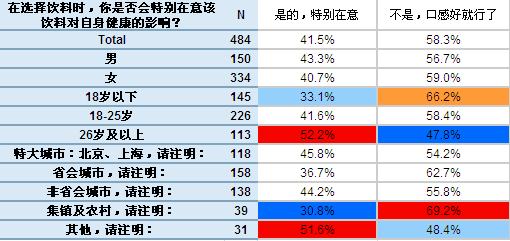 在选择饮料时，你是否会特别在意该饮料对自身健康的影响？ N 是的，特别在意 不是，口感好就行了
Total 484 41.5% 58.3%
男 150 43.3% 56.7%
女 334 40.7% 59.0%
18岁以下 145 33.1% 66.2%
18-25岁 226 41.6% 58.4%
26岁及以上 113 52.2% 47.8%
特大城市：北京、上海，请注明： 118 45.8% 54.2%
省会城市，请注明： 158 36.7% 62.7%
非省会城市，请注明： 138 44.2% 55.8%
集镇及农村，请注明： 39 30.8% 69.2%
其他，请注明： 31 51.6% 48.4%